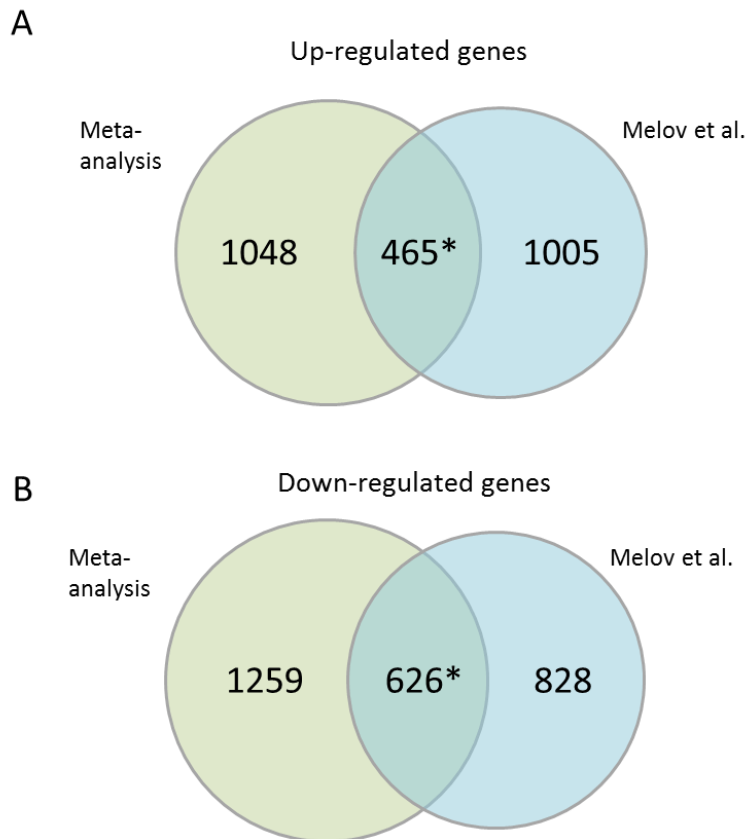 A
Up-regulated genes
Meta-
analysis
Melov et al.
1048
465*
1005
B
Down-regulated genes
Meta-
analysis
Melov et al.
1259
626*
828